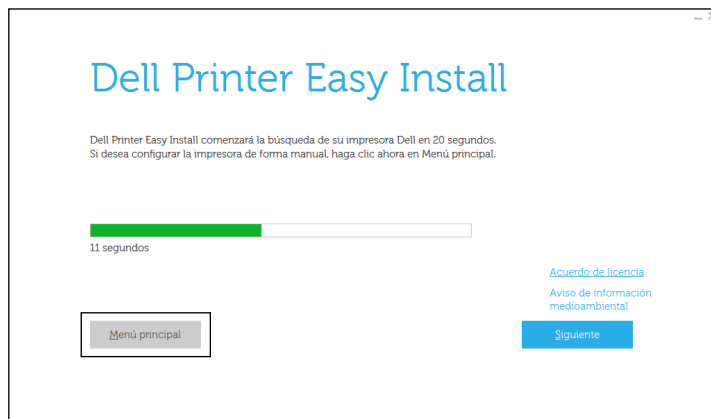 Dell Printer Easy Install
Dell Printer Easy Install comenzará la búsqueda de su impresora Dell en 20 segundos.
Si desea configurar la impresora de forma manual, haga clic ahora en Menú principal.
11 segundos
Acuerdo de licencia
Aviso de información
medioambiental
Menú principal
Siguiente